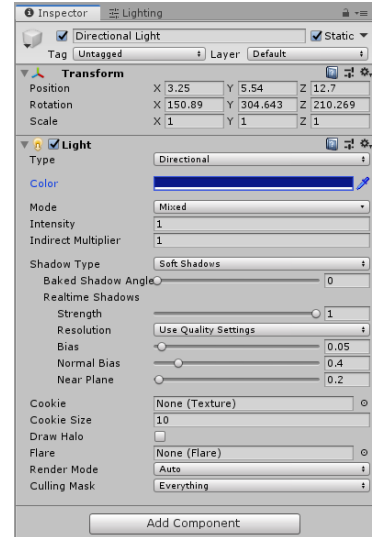 Inspector Lighting
Directional Light Static
Tag Untagged Layer Default
Transform
Position X 3.25 Y 5.54 Z 12.7
Rotation X 150.89 Y 304.643 Z 210.269
Scale X 1 Y 1 Z 1
Light
Type Directional
Color
Mode Mixed
Intensity 1
Indirect Multiplier 1
Shadow Type Soft Shadows
Baked Shadow Angle 0
Realtime Shadows
Strength 1
Resolution Use Quality Settings
Bias 0.05
Normal Bias 0.4
Near Plane 0.2
Cookie None (Texture)
Cookie Size 10
Draw Halo
Flare None (Flare)
Render Mode Auto
Culling Mask Everything
Add Component